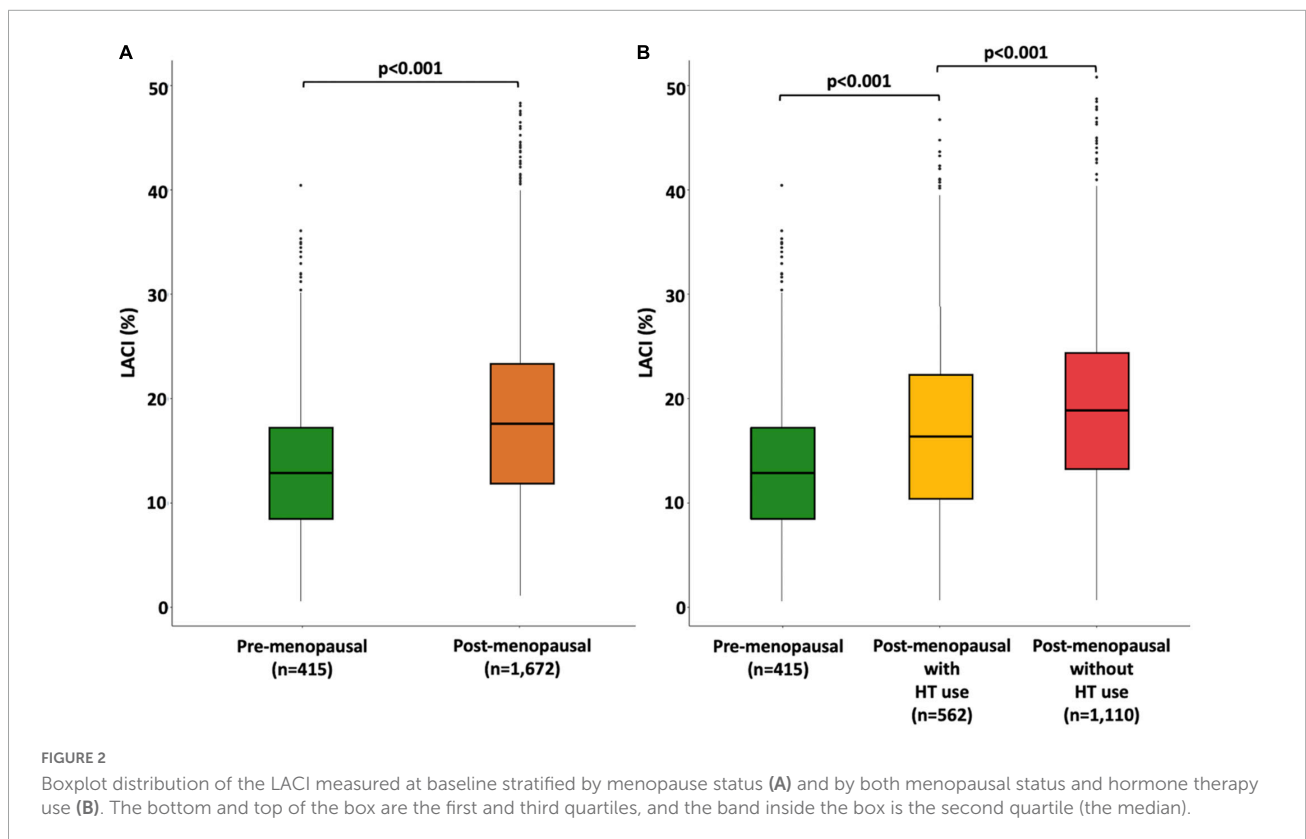 A
p<0.001
50
40
30
20
10
0
LACI (%)
Pre-menopausal
(n=415)
Post-menopausal
(n=1,672)
B
p<0.001
p<0.001
50
40
30
20
10
0
LACI (%)
Pre-menopausal
(n=415)
Post-menopausal
with
HT use
(n=562)
Post-menopausal
without
HT use
(n=1,110)
FIGURE 2
Boxplot distribution of the LACI measured at baseline stratified by menopause status (A) and by both menopausal status and hormone therapy
use (B). The bottom and top of the box are the first and third quartiles, and the band inside the box is the second quartile (the median).